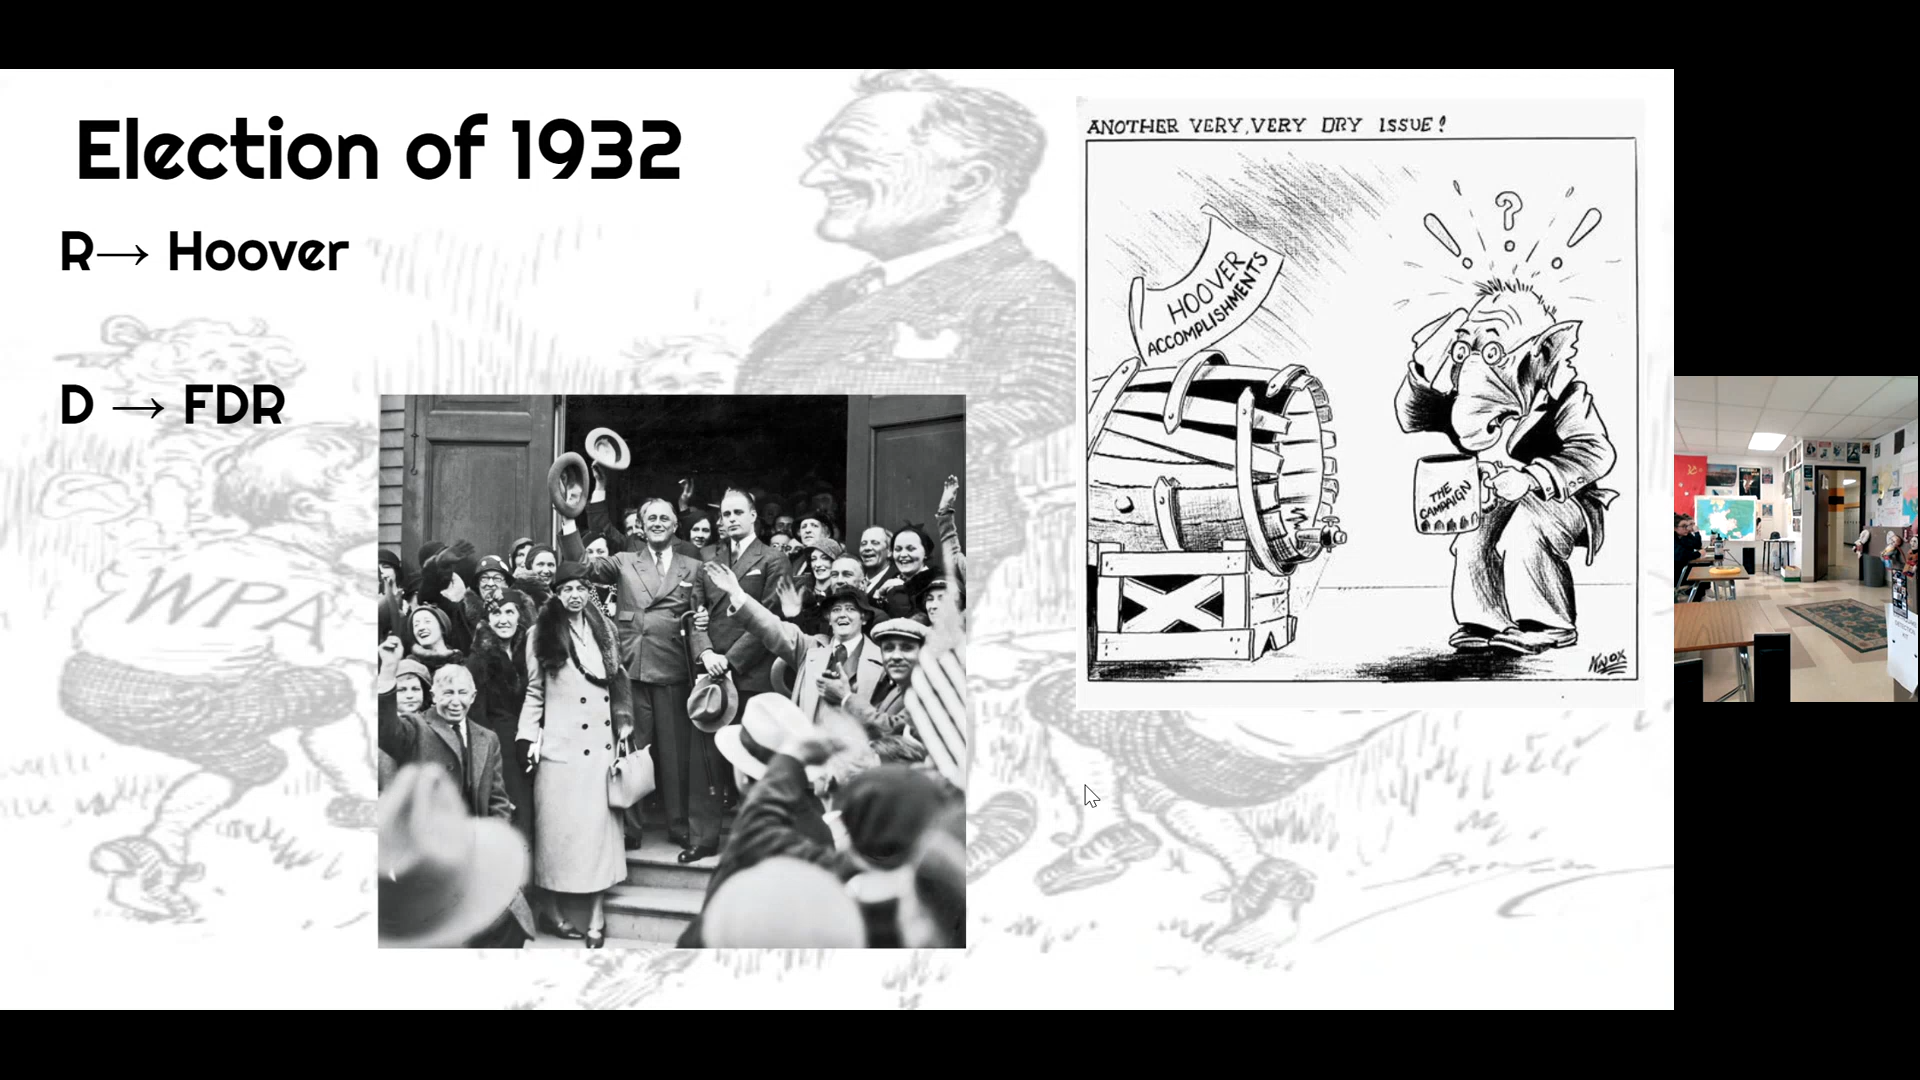 Election of 1932
R→ Hoover
D → FDR
ANOTHER VERY, VERY DRY ISSUE!
HOOVER
ACCOMPLISHMENTS
THE
CAMPAIGN
KNOX
WPA